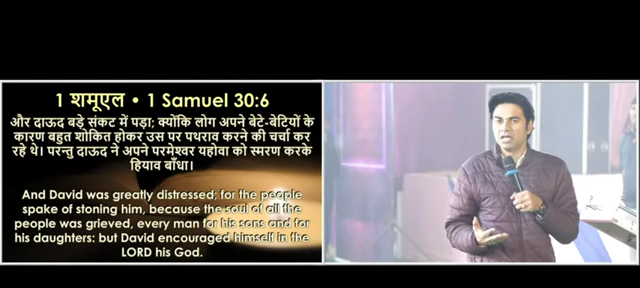 1 शमूएल • 1 Samuel 30:6
और दाऊद बड़े संकट में पड़ा; क्योंकि लोग अपने बेटे-बेटियों के
कारण बहुत शोकित होकर उस पर पथराव करने की चर्चा कर
रहे थे। परन्तु दाऊद ने अपने परमेश्वर यहोवा को स्मरण करके
हियाव बाँधा।
And David was greatly distressed; for the people
spake of stoning him, because the soul of all the
people was grieved, every man for his sons and for
his daughters: but David encouraged himself in the
LORD his God.